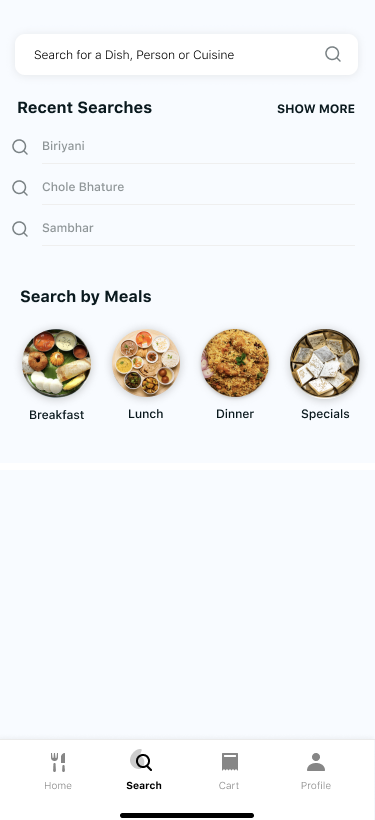 Search for a Dish, Person or Cuisine
Recent Searches
SHOW MORE
Biriyani
Chole Bhature
Sambhar
Search by Meals
Breakfast
Lunch
Dinner
Specials
Home
Search
Cart
Profile